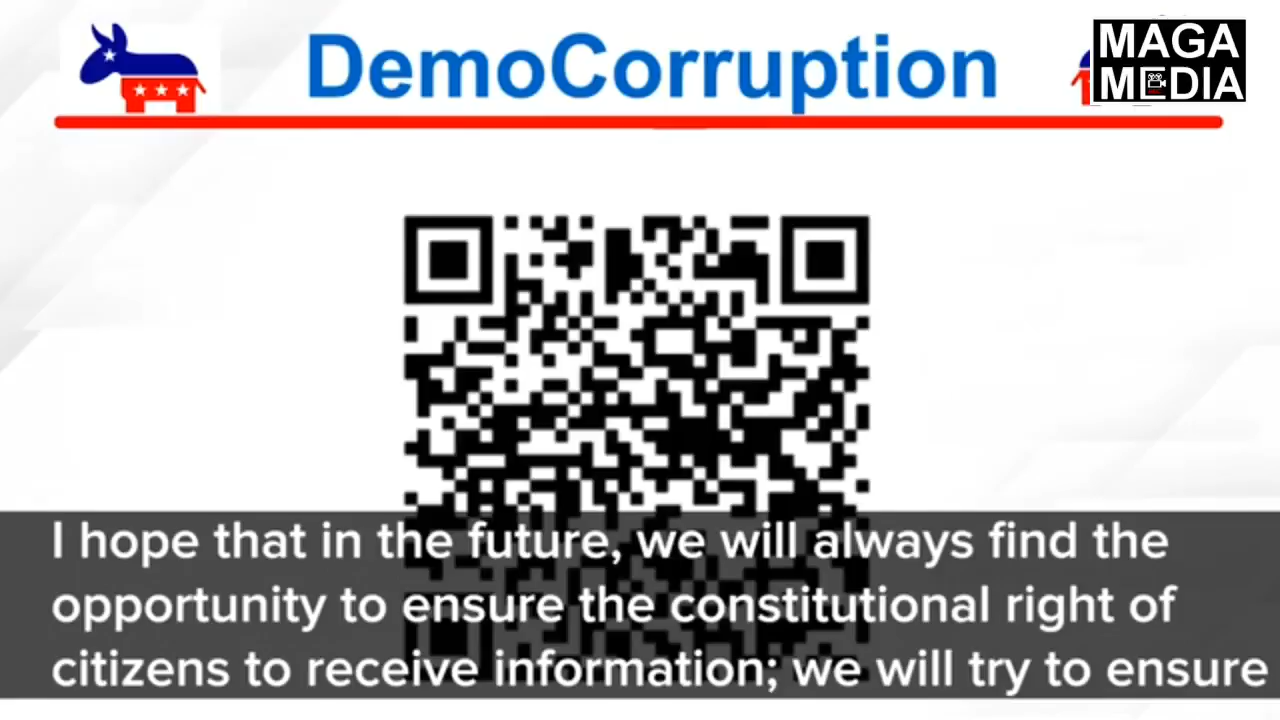 DemoCorruption
MAGA
MEDIA
I hope that in the future, we will always find the
opportunity to ensure the constitutional right of
citizens to receive information; we will try to ensure